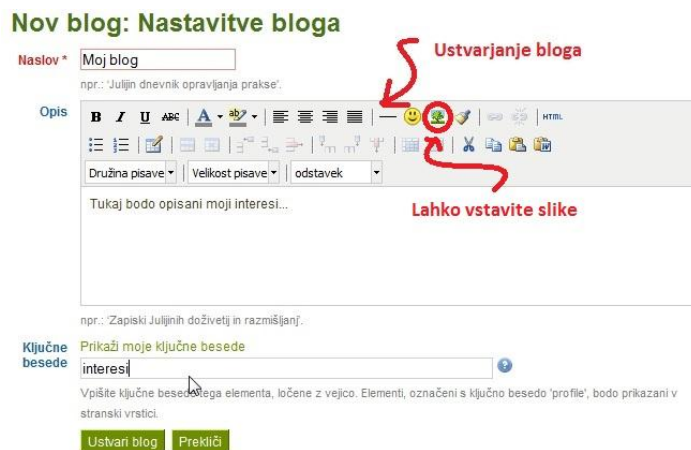 Nov blog: Nastavitve bloga
Ustvarjanje bloga
Naslov * Moj blog
npr.: 'Julijin dnevnik opravljanja prakse'.
Opis
B I U ABC A ab HTML
Družina pisave Velikost pisave odstavek
Tukaj bodo opisani moji interesi...
Lahko vstavite slike
npr.: 'Zapiski Julijinih doživetij in razmišljanj'.
Ključne besede Prikaži moje ključne besede
interesi
Vpišite ključne besede tega elementa, ločene z vejico. Elementi, označeni s ključno besedo 'profile', bodo prikazani v
stranski vrstici.
Ustvari blog Prekliči